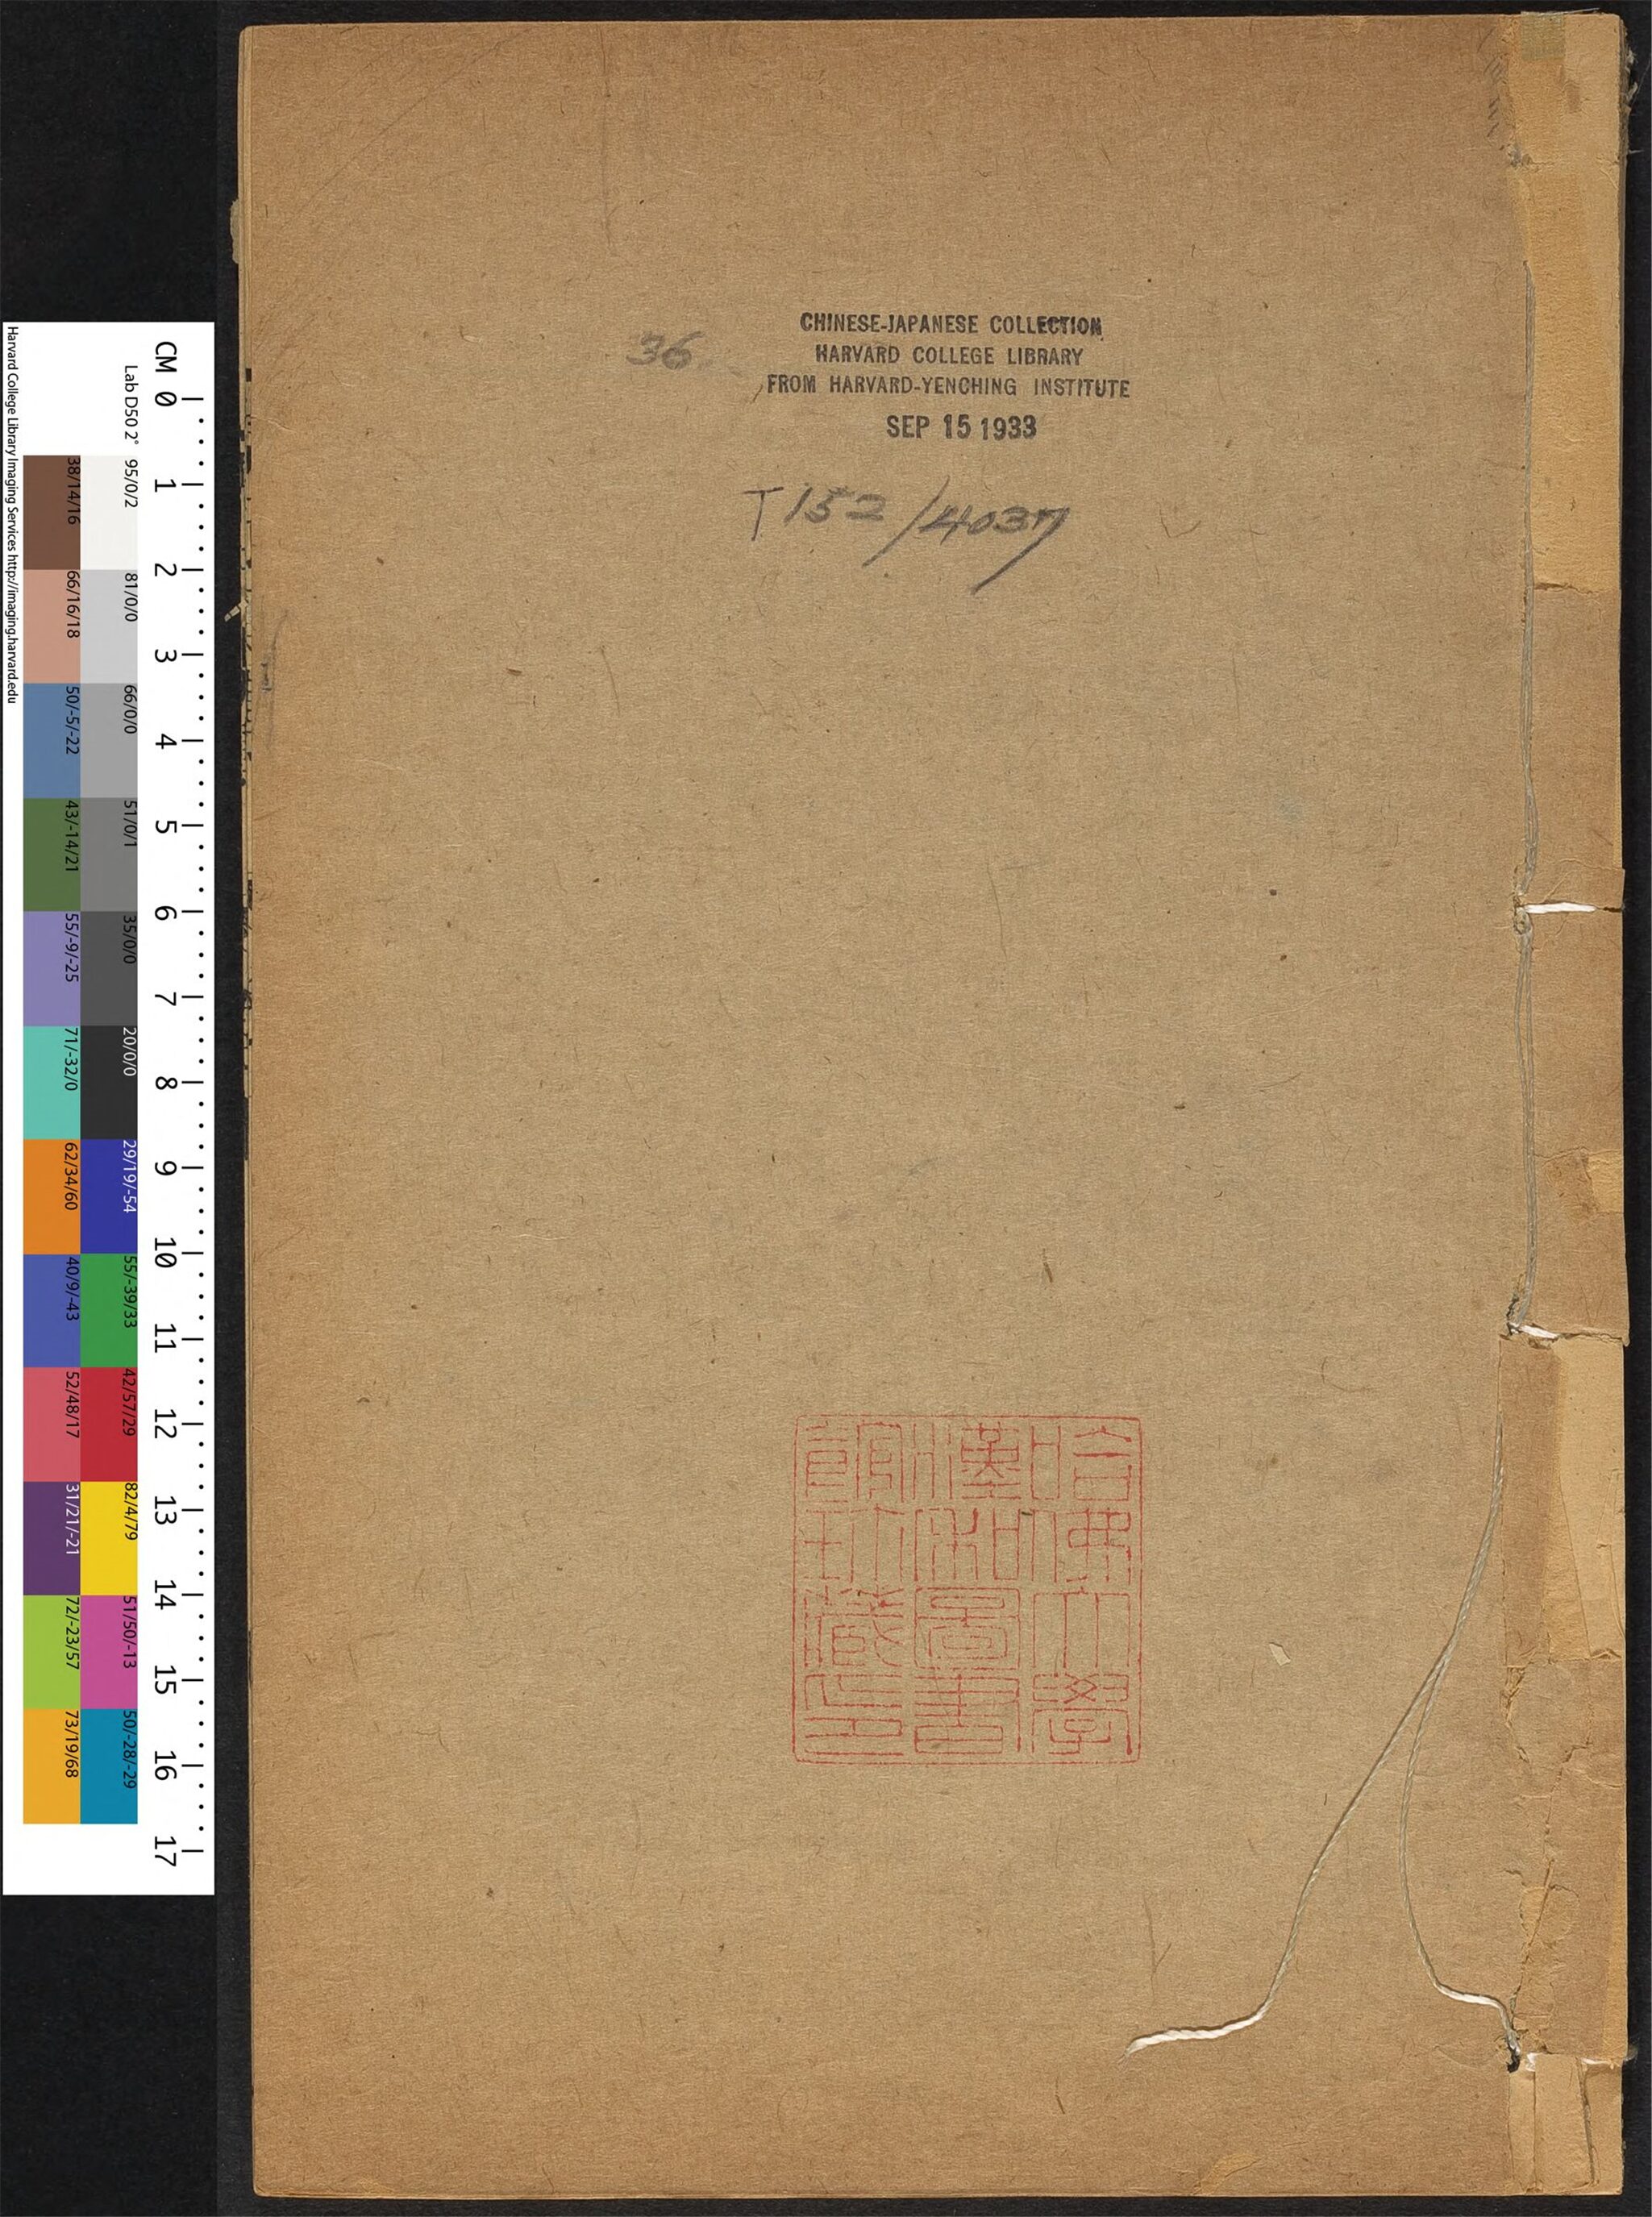 CHINESE-JAPANESE COLLECTION
HARVARD COLLEGE LIBRARY
FROM HARVARD-YENCHING INSTITUTE
SEP 15 1933
36.
T152/4037
哈佛大學
漢和圖書
館珍藏印
CM 0 1 2 3 4 5 6 7 8 9 10 11 12 13 14 15 16 17
Lab D50 2°
95/0/2
81/0/0
66/0/0
51/0/1
35/0/0
20/0/0
29/19/-54
55/-39/33
42/57/29
82/4/79
51/50/-13
50/-28/-29
38/14/16
66/16/18
50/-5/-22
43/-14/21
55/-9/-25
71/-32/0
62/34/60
40/9/-43
52/48/17
31/21/-21
72/-23/57
73/19/68
Harvard College Library Imaging Services http://imaging.harvard.edu